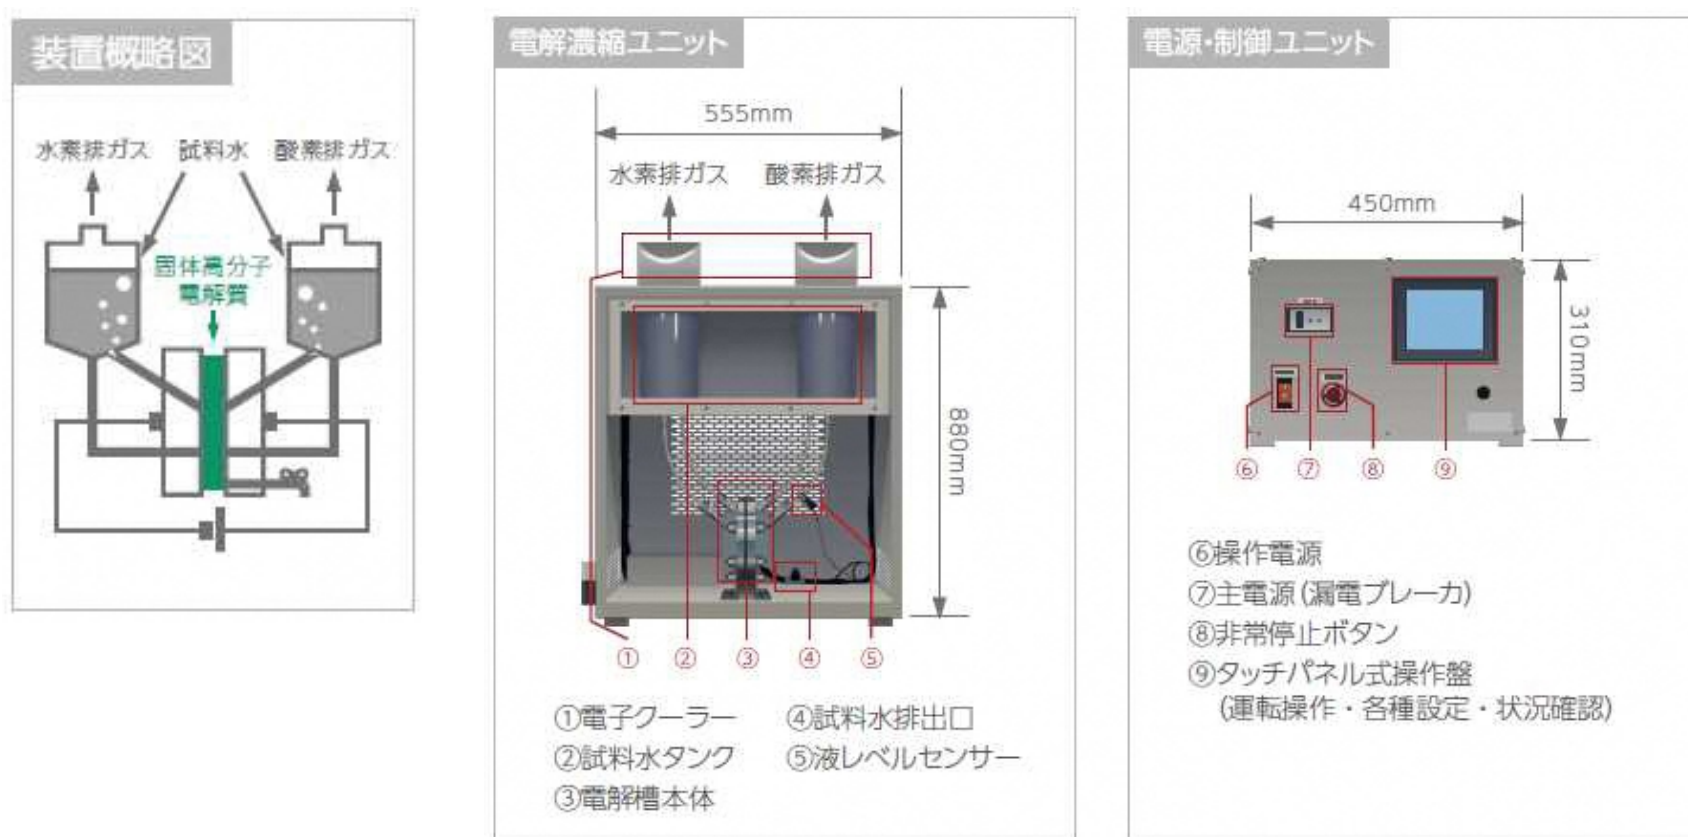 装置概略図
水素排ガス 試料水 酸素排ガス
固体高分子
電解質
電解濃縮ユニット
555mm
水素排ガス 酸素排ガス
880mm
① ② ③ ④ ⑤
①電子クーラー ④試料水排出口
②試料水タンク ⑤液レベルセンサー
③電解槽本体
電源・制御ユニット
450mm
310mm
⑥ ⑦ ⑧ ⑨
⑥操作電源
⑦主電源(漏電ブレーカ)
⑧非常停止ボタン
⑨タッチパネル式操作盤
(運転操作・各種設定・状況確認)